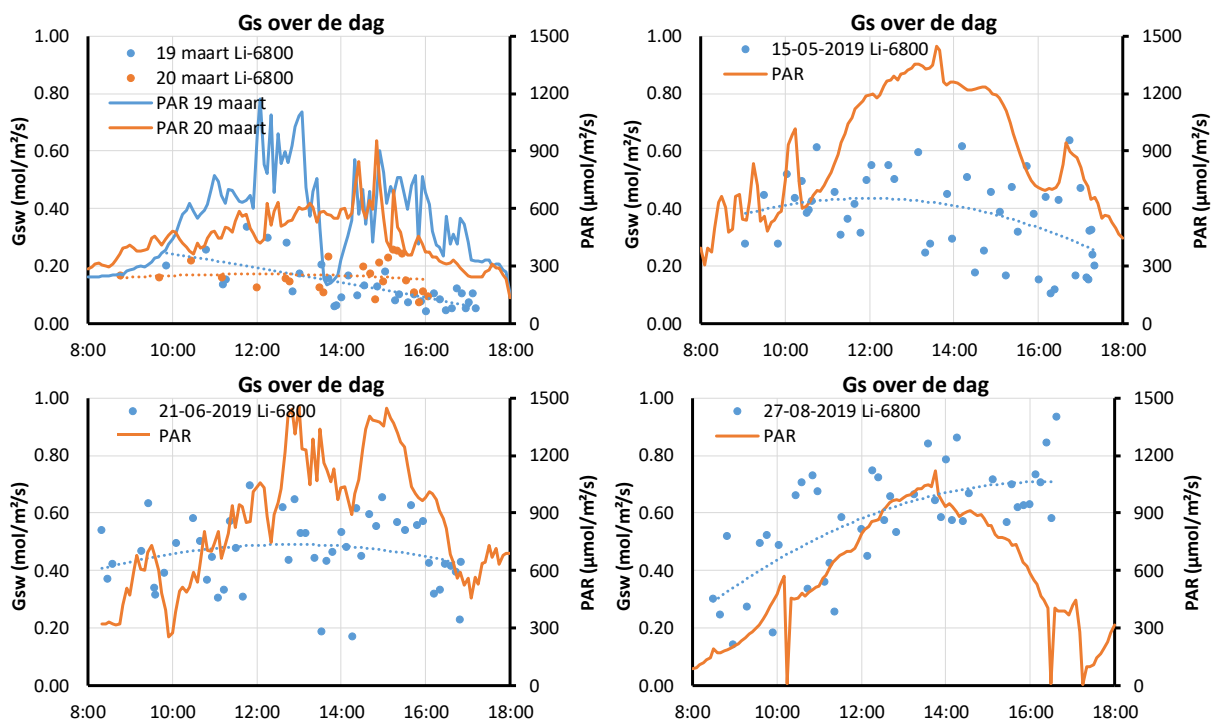 Gs over de dag
1.00 1500
19 maart Li-6800
20 maart Li-6800
PAR 19 maart
PAR 20 maart
0.80 1200
0.60 900
0.40 600
0.20 300
0.00 0
8:00 10:00 12:00 14:00 16:00 18:00
Gsw (mol/m²/s)
PAR (µmol/m²/s)
Gs over de dag
1.00 1500
15-05-2019 Li-6800
PAR
0.80 1200
0.60 900
0.40 600
0.20 300
0.00 0
8:00 10:00 12:00 14:00 16:00 18:00
Gsw (mol/m²/s)
PAR (µmol/m²/s)
Gs over de dag
1.00 1500
21-06-2019 Li-6800
PAR
0.80 1200
0.60 900
0.40 600
0.20 300
0.00 0
8:00 10:00 12:00 14:00 16:00 18:00
Gsw (mol/m²/s)
PAR (µmol/m²/s)
Gs over de dag
1.00 1500
27-08-2019 Li-6800
PAR
0.80 1200
0.60 900
0.40 600
0.20 300
0.00 0
8:00 10:00 12:00 14:00 16:00 18:00
Gsw (mol/m²/s)
PAR (µmol/m²/s)